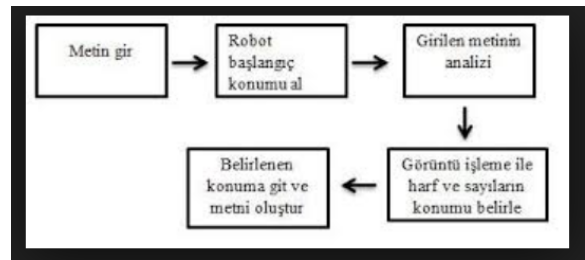 Metin gir
Robot
başlangıç
konumu al
Girilen metinin
analizi
Görüntü işleme ile
harf ve sayıların
konumu belirle
Belirlenen
konuma git ve
metni oluştur